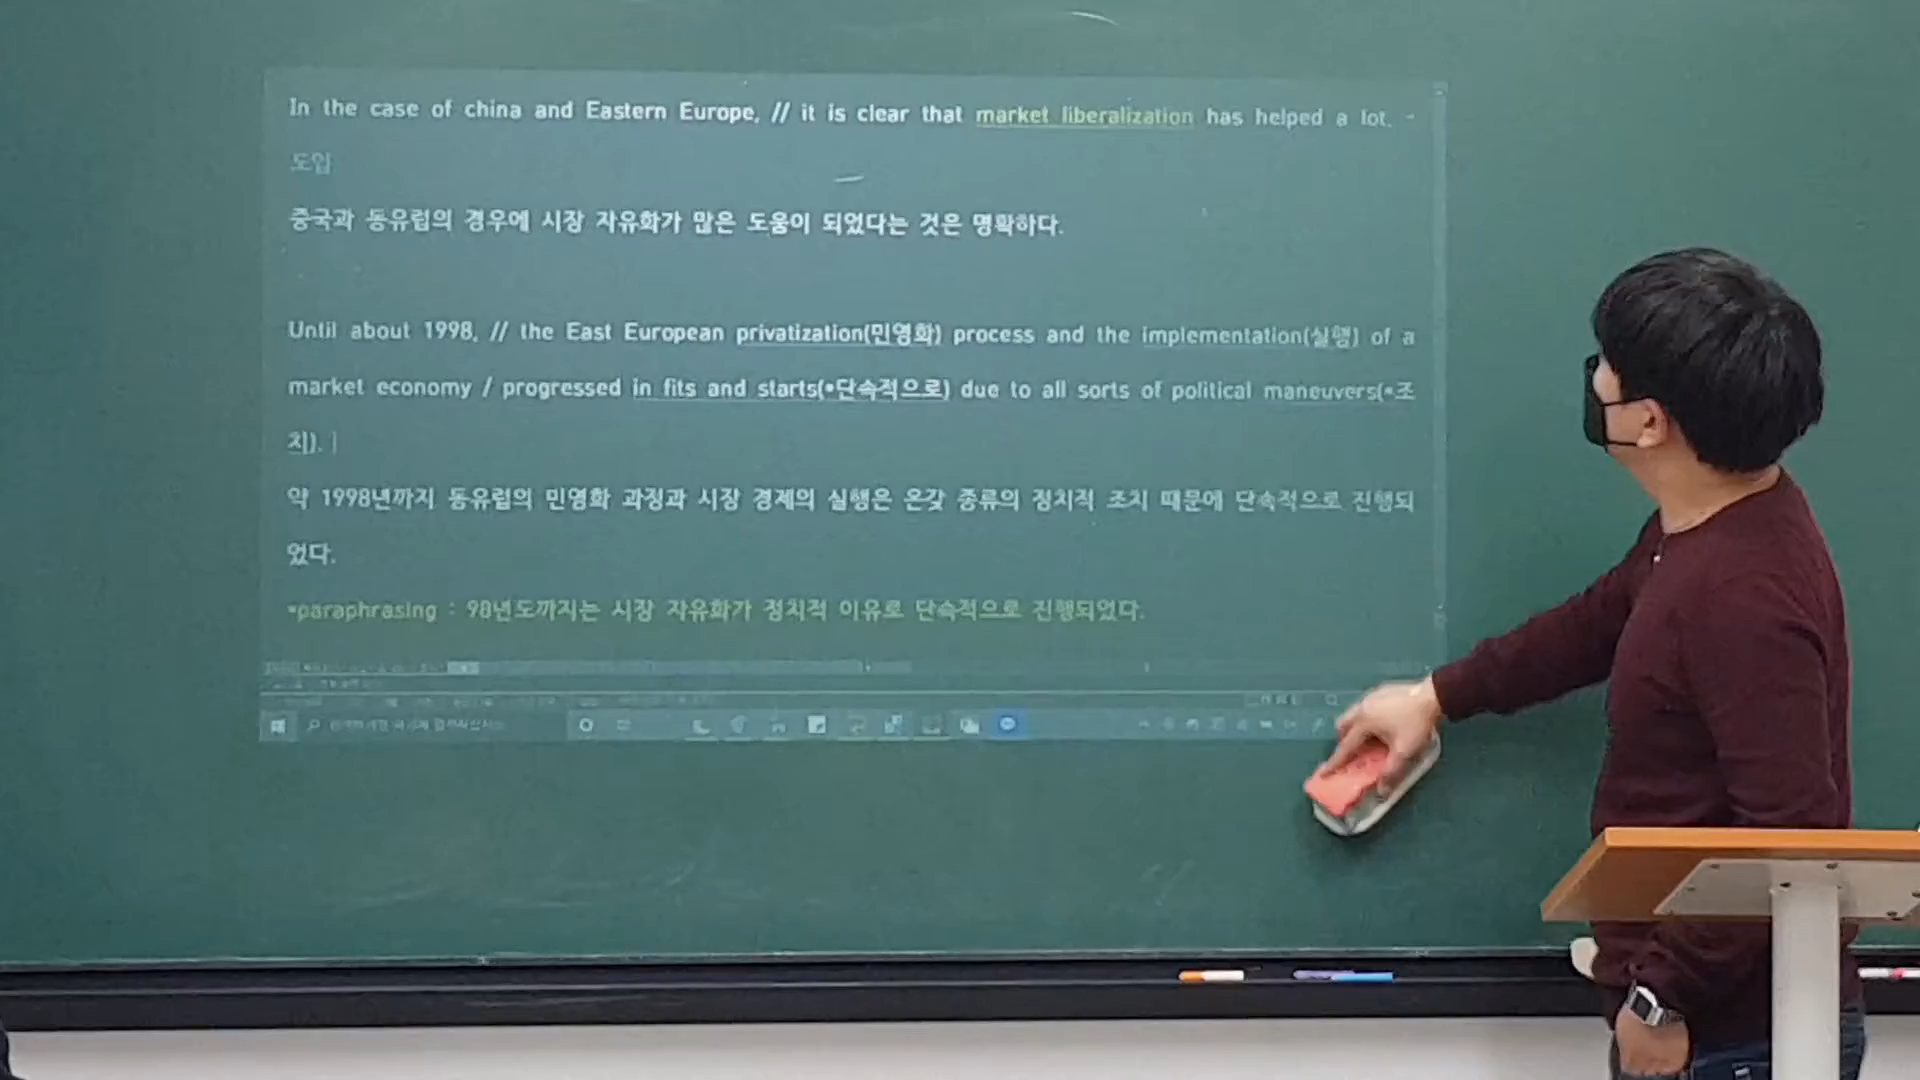 In the case of china and Eastern Europe, // it is clear that market liberalization has helped a lot. -
도입
중국과 동유럽의 경우에 시장 자유화가 많은 도움이 되었다는 것은 명확하다.
Until about 1998, // the East European privatization(민영화) process and the implementation(실행) of a
market economy / progressed in fits and starts(*단속적으로) due to all sorts of political maneuvers(*조
치).
약 1998년까지 동유럽의 민영화 과정과 시장 경제의 실행은 온갖 종류의 정치적 조치 때문에 단속적으로 진행되
었다.
*paraphrasing : 98년도까지는 시장 자유화가 정치적 이유로 단속적으로 진행되었다.